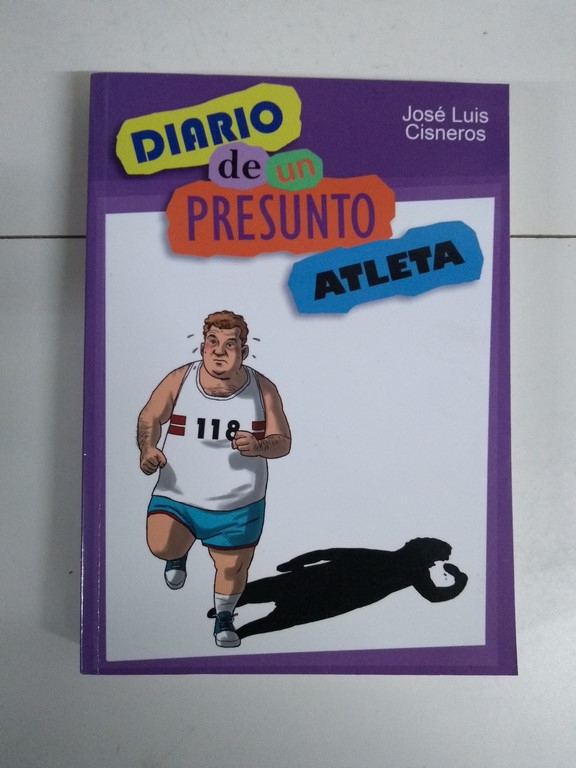 José Luis
Cisneros
DIARIO
de un
PRESUNTO
ATLETA
118